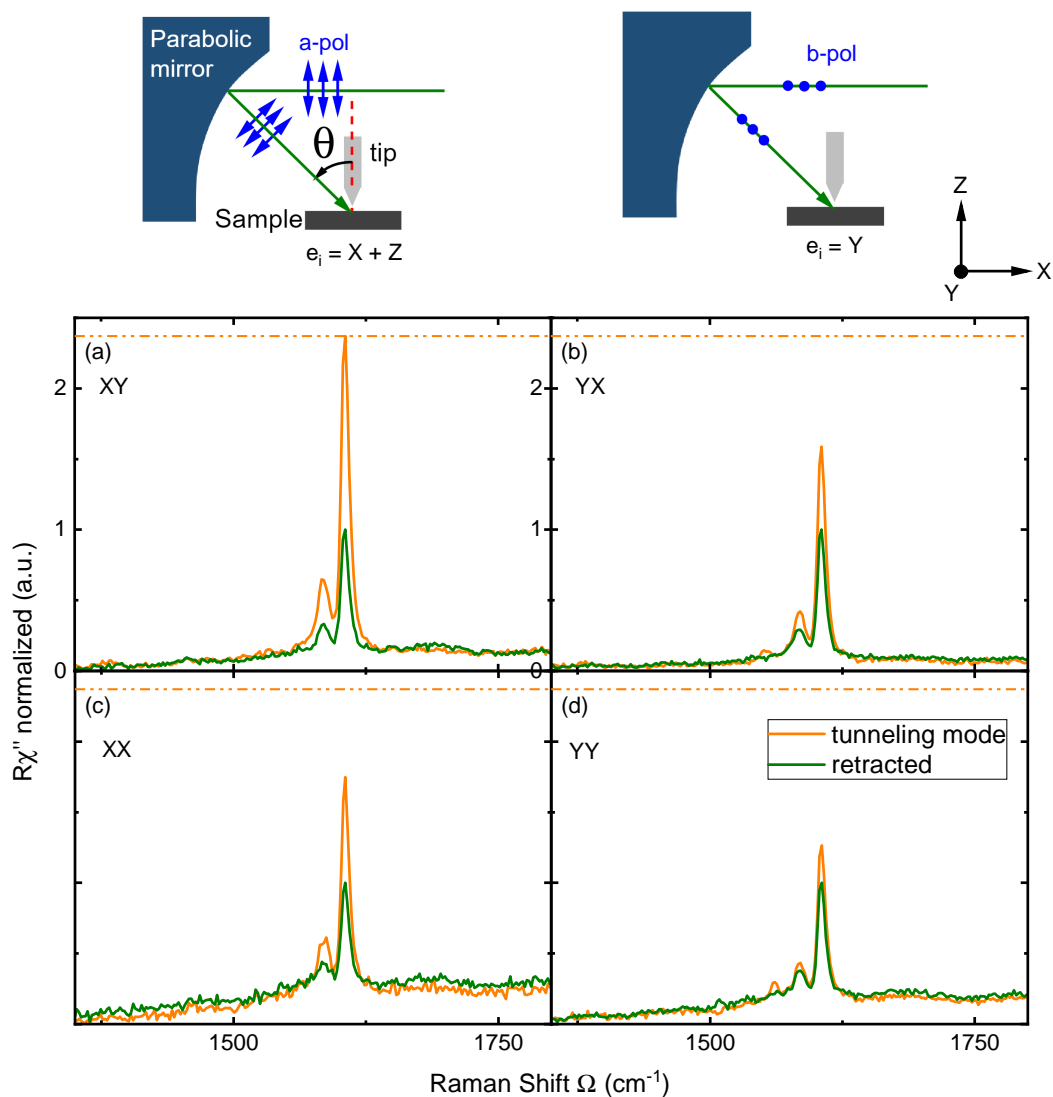 Parabolic
mirror
a-pol
θ
tip
Sample
e_i = X + Z
b-pol
e_i = Y
Z
X
Y
(a)
XY
(b)
YX
2
2
1
1
0
0
(c)
XX
(d)
YY
tunneling mode
retracted
Rχ'' normalized (a.u.)
1500
1750
1500
1750
Raman Shift Ω (cm⁻¹)